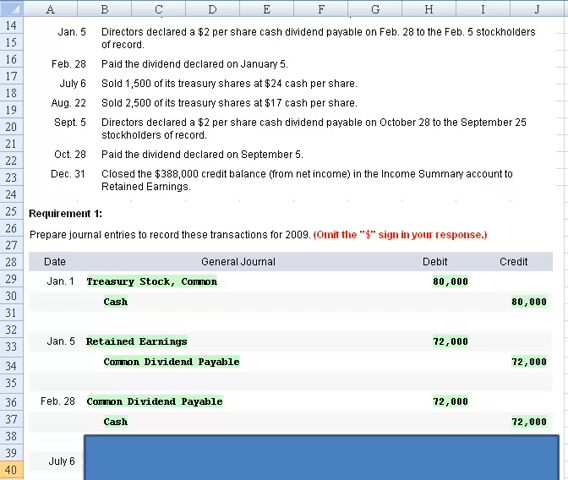 A B C D E F G H I J
14
Jan. 5 Directors declared a $2 per share cash dividend payable on Feb. 28 to the Feb. 5 stockholders
15 of record.
16 Feb. 28 Paid the dividend declared on January 5.
17 July 6 Sold 1,500 of its treasury shares at $24 cash per share.
18
19 Aug. 22 Sold 2,500 of its treasury shares at $17 cash per share.
20 Sept. 5 Directors declared a $2 per share cash dividend payable on October 28 to the September 25
stockholders of record.
21
22 Oct. 28 Paid the dividend declared on September 5.
23 Dec. 31 Closed the $388,000 credit balance (from net income) in the Income Summary account to
24 Retained Earnings.
25 Requirement 1:
26
27 Prepare journal entries to record these transactions for 2009. (Omit the "$" sign in your response.)
28 Date General Journal Debit Credit
29 Jan. 1 Treasury Stock, Common 80,000
30 Cash 80,000
31
32
33 Jan. 5 Retained Earnings 72,000
34 Common Dividend Payable 72,000
35
36 Feb. 28 Common Dividend Payable 72,000
37 Cash 72,000
38
39
July 6
40